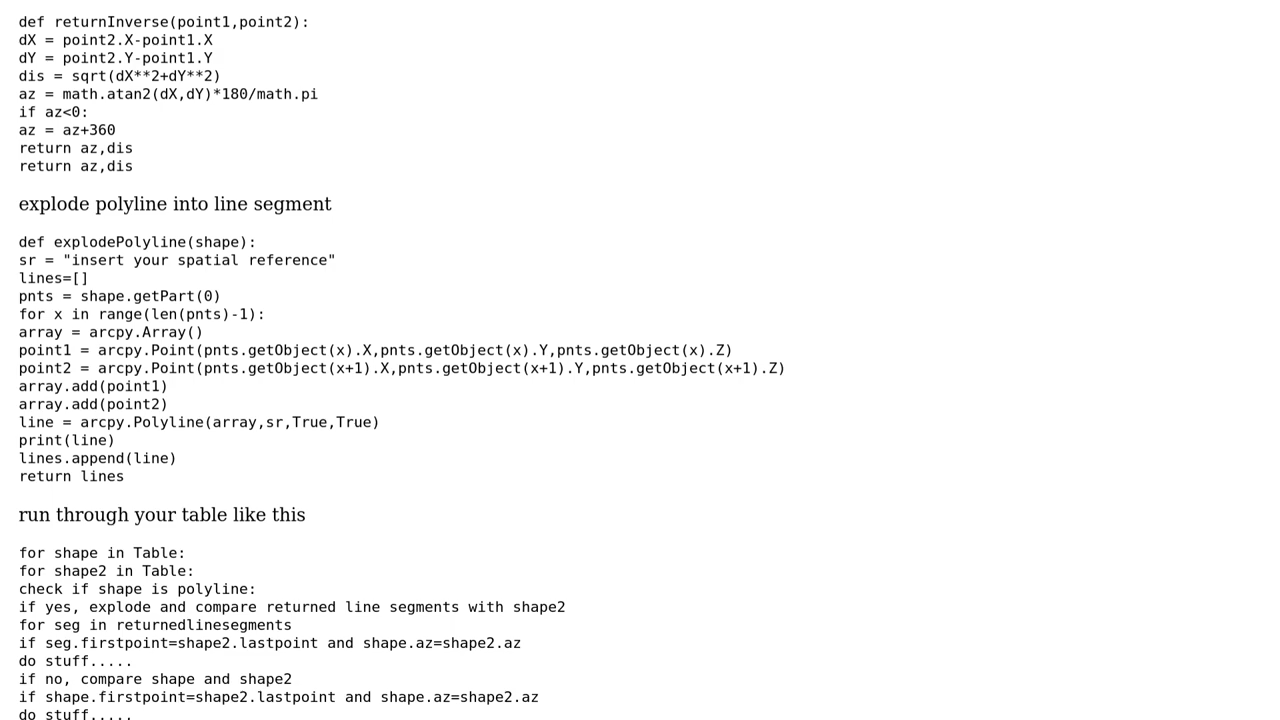 def returnInverse(point1,point2):
dX = point2.X-point1.X
dY = point2.Y-point1.Y
dis = sqrt(dX**2+dY**2)
az = math.atan2(dX,dY)*180/math.pi
if az<0:
az = az+360
return az,dis
return az,dis
explode polyline into line segment
def explodePolyline(shape):
sr = "insert your spatial reference"
lines=[]
pnts = shape.getPart(0)
for x in range(len(pnts)-1):
array = arcpy.Array()
point1 = arcpy.Point(pnts.getObject(x).X,pnts.getObject(x).Y,pnts.getObject(x).Z)
point2 = arcpy.Point(pnts.getObject(x+1).X,pnts.getObject(x+1).Y,pnts.getObject(x+1).Z)
array.add(point1)
array.add(point2)
line = arcpy.Polyline(array,sr,True,True)
print(line)
lines.append(line)
return lines
run through your table like this
for shape in Table:
for shape2 in Table:
check if shape is polyline:
if yes, explode and compare returned line segments with shape2
for seg in returnedlinesegments
if seg.firstpoint=shape2.lastpoint and shape.az=shape2.az
do stuff.....
if no, compare shape and shape2
if shape.firstpoint=shape2.lastpoint and shape.az=shape2.az
do stuff.....